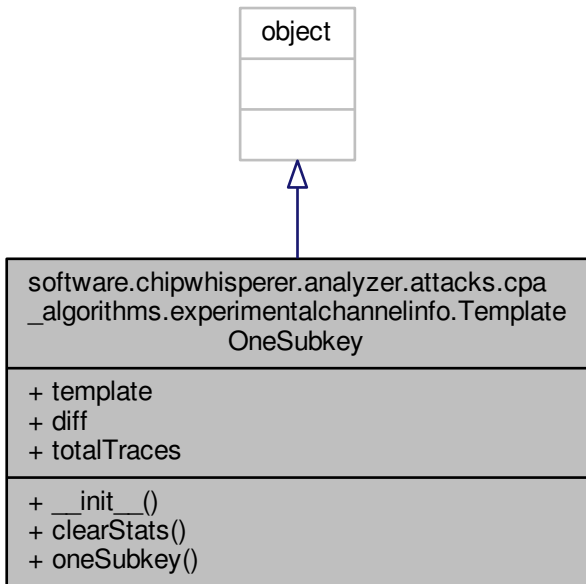 object
software.chipwhisperer.analyzer.attacks.cpa
_algorithms.experimentalchannelinfo.Template
OneSubkey
+ template
+ diff
+ totalTraces
+ __init__()
+ clearStats()
+ oneSubkey()